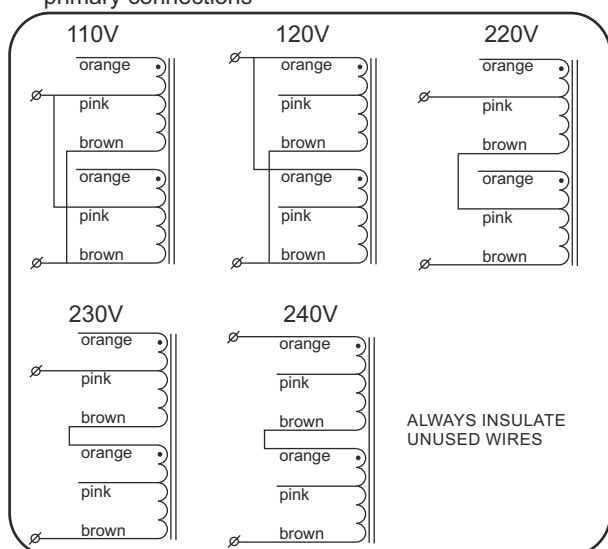 primary connections
110V
orange
pink
brown
orange
pink
brown
120V
orange
pink
brown
orange
pink
brown
220V
orange
pink
brown
orange
pink
brown
230V
orange
pink
brown
orange
pink
brown
240V
orange
pink
brown
orange
pink
brown
ALWAYS INSULATE
UNUSED WIRES